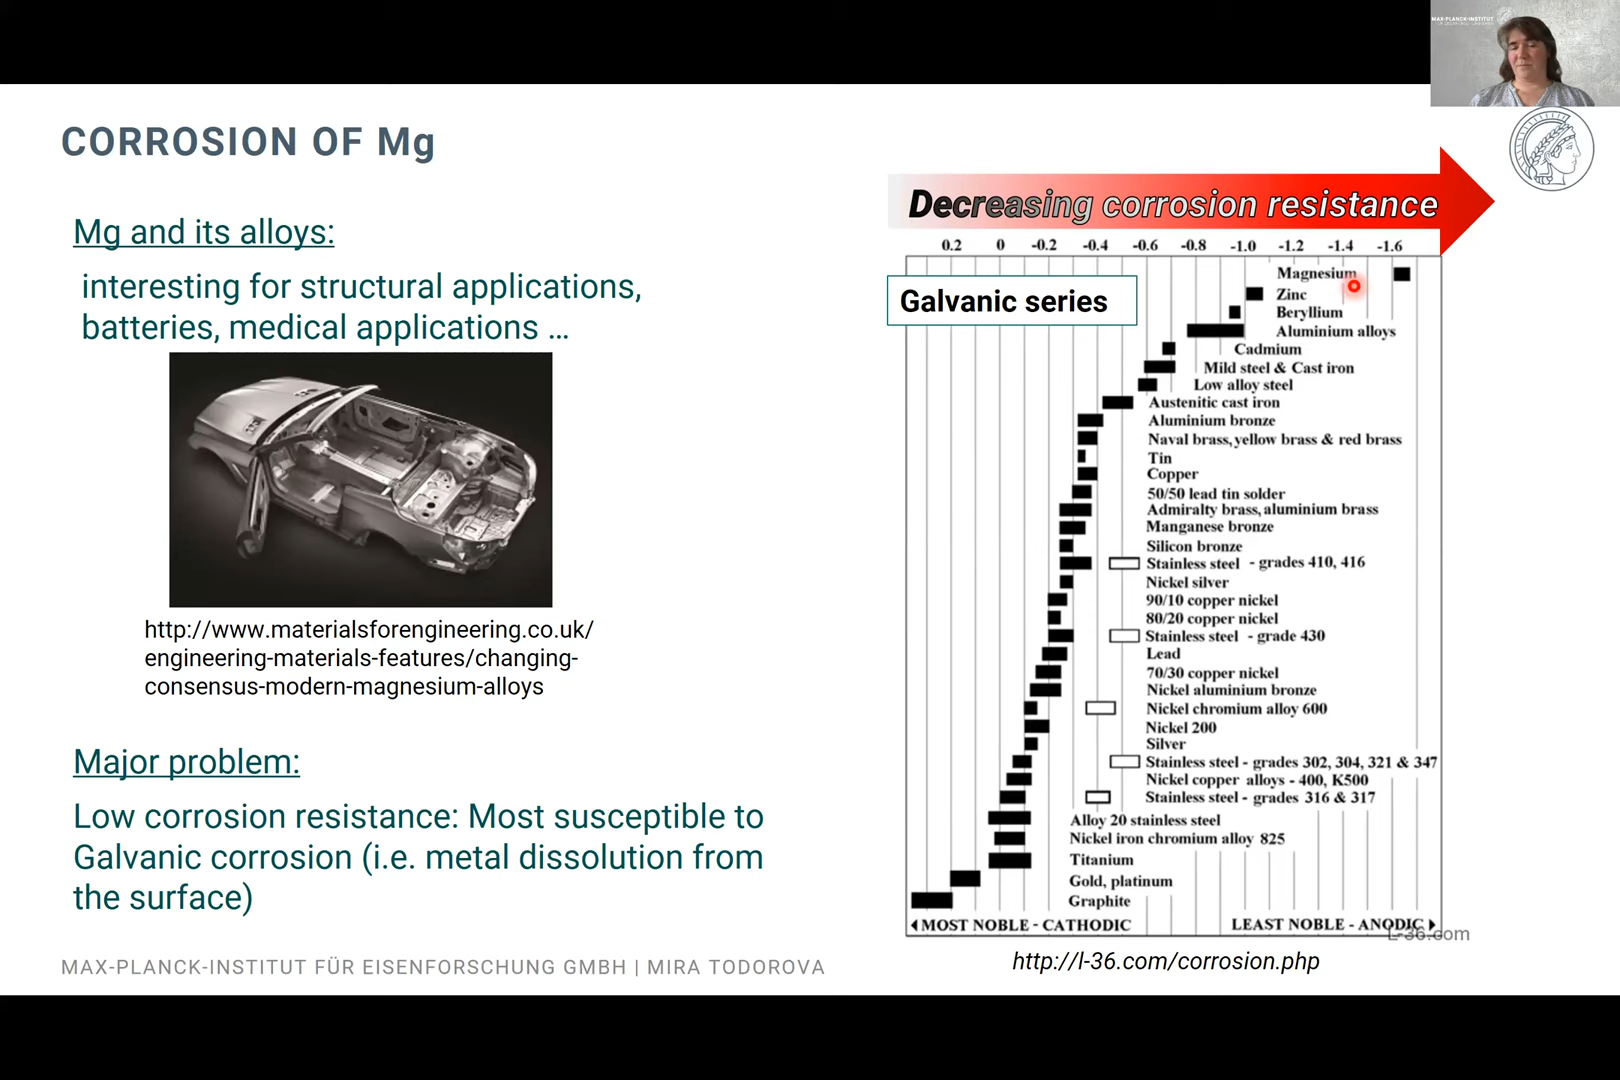 MAX-PLANCK-INSTITUT
CORROSION OF Mg
Mg and its alloys:
interesting for structural applications,
batteries, medical applications ...
http://www.materialsforengineering.co.uk/
engineering-materials-features/changing-
consensus-modern-magnesium-alloys
Major problem:
Low corrosion resistance: Most susceptible to
Galvanic corrosion (i.e. metal dissolution from
the surface)
Decreasing corrosion resistance
0.2 0 -0.2 -0.4 -0.6 -0.8 -1.0 -1.2 -1.4 -1.6
Galvanic series
Magnesium
Zinc
Beryllium
Aluminium alloys
Cadmium
Mild steel & Cast iron
Low alloy steel
Austenitic cast iron
Aluminium bronze
Naval brass, yellow brass & red brass
Tin
Copper
50/50 lead tin solder
Admiralty brass, aluminium brass
Manganese bronze
Silicon bronze
Stainless steel - grades 410, 416
Nickel silver
90/10 copper nickel
80/20 copper nickel
Stainless steel - grade 430
Lead
70/30 copper nickel
Nickel aluminium bronze
Nickel chromium alloy 600
Nickel 200
Silver
Stainless steel - grades 302, 304, 321 & 347
Nickel copper alloys - 400, K500
Stainless steel - grades 316 & 317
Alloy 20 stainless steel
Nickel iron chromium alloy 825
Titanium
Gold, platinum
Graphite
MOST NOBLE - CATHODIC LEAST NOBLE - ANODIC
L-36.com
http://l-36.com/corrosion.php
MAX-PLANCK-INSTITUT FÜR EISENFORSCHUNG GMBH | MIRA TODOROVA